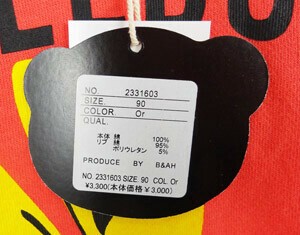 NO. 2331603
SIZE. 90
COLOR Or
QUAL.
本体 綿 100%
リブ 綿 95%
ポリウレタン 5%
PRODUCE BY B&AH
NO. 2331603 SIZE. 90 COL. Or
¥3,300(本体価格¥3,000)